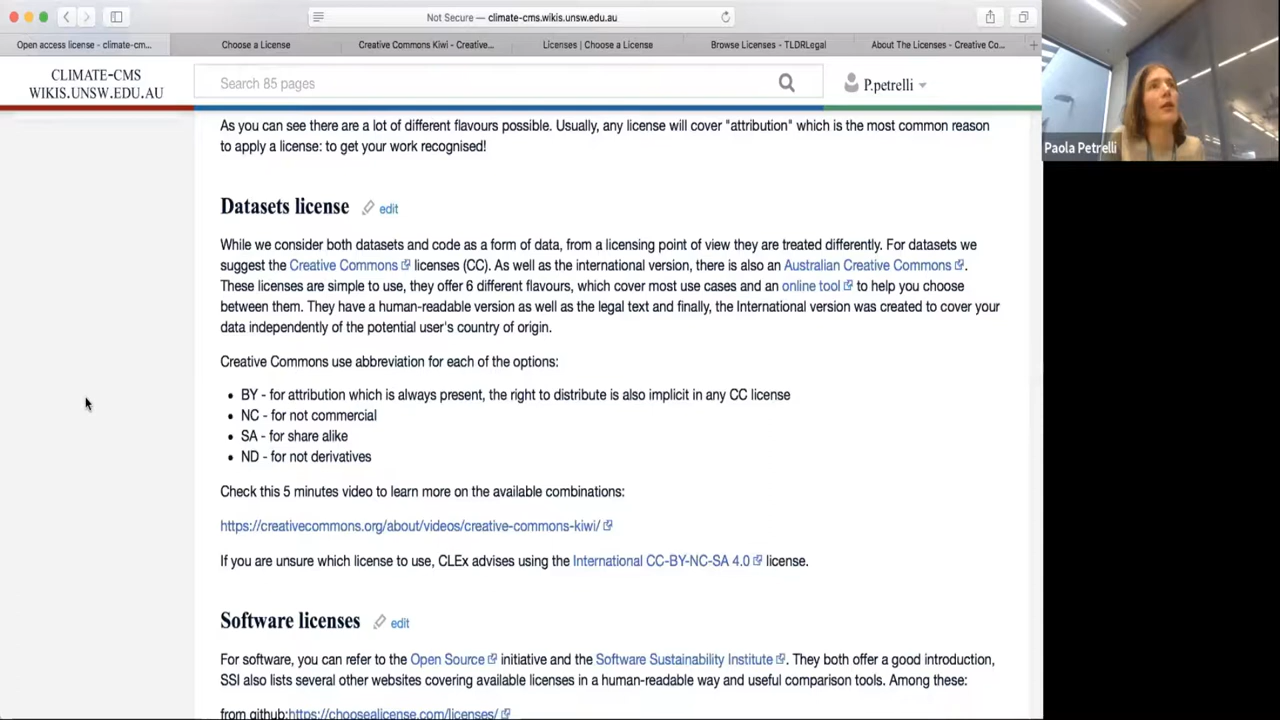 Not Secure — climate-cms.wikis.unsw.edu.au
Open access license - climate-cm... Choose a License Creative Commons Kiwi - Creative... Licenses | Choose a License Browse Licenses - TLDRLegal About The Licenses - Creative Co... +
CLIMATE-CMS
WIKIS.UNSW.EDU.AU
Search 85 pages
P.petrelli
Paola Petrelli
As you can see there are a lot of different flavours possible. Usually, any license will cover "attribution" which is the most common reason
to apply a license: to get your work recognised!
Datasets license edit
While we consider both datasets and code as a form of data, from a licensing point of view they are treated differently. For datasets we
suggest the Creative Commons licenses (CC). As well as the international version, there is also an Australian Creative Commons .
These licenses are simple to use, they offer 6 different flavours, which cover most use cases and an online tool to help you choose
between them. They have a human-readable version as well as the legal text and finally, the International version was created to cover your
data independently of the potential user's country of origin.
Creative Commons use abbreviation for each of the options:
• BY - for attribution which is always present, the right to distribute is also implicit in any CC license
• NC - for not commercial
• SA - for share alike
• ND - for not derivatives
Check this 5 minutes video to learn more on the available combinations:
https://creativecommons.org/about/videos/creative-commons-kiwi/
If you are unsure which license to use, CLEx advises using the International CC-BY-NC-SA 4.0 license.
Software licenses edit
For software, you can refer to the Open Source initiative and the Software Sustainability Institute . They both offer a good introduction,
SSI also lists several other websites covering available licenses in a human-readable way and useful comparison tools. Among these:
from github:https://choosealicense.com/licenses/